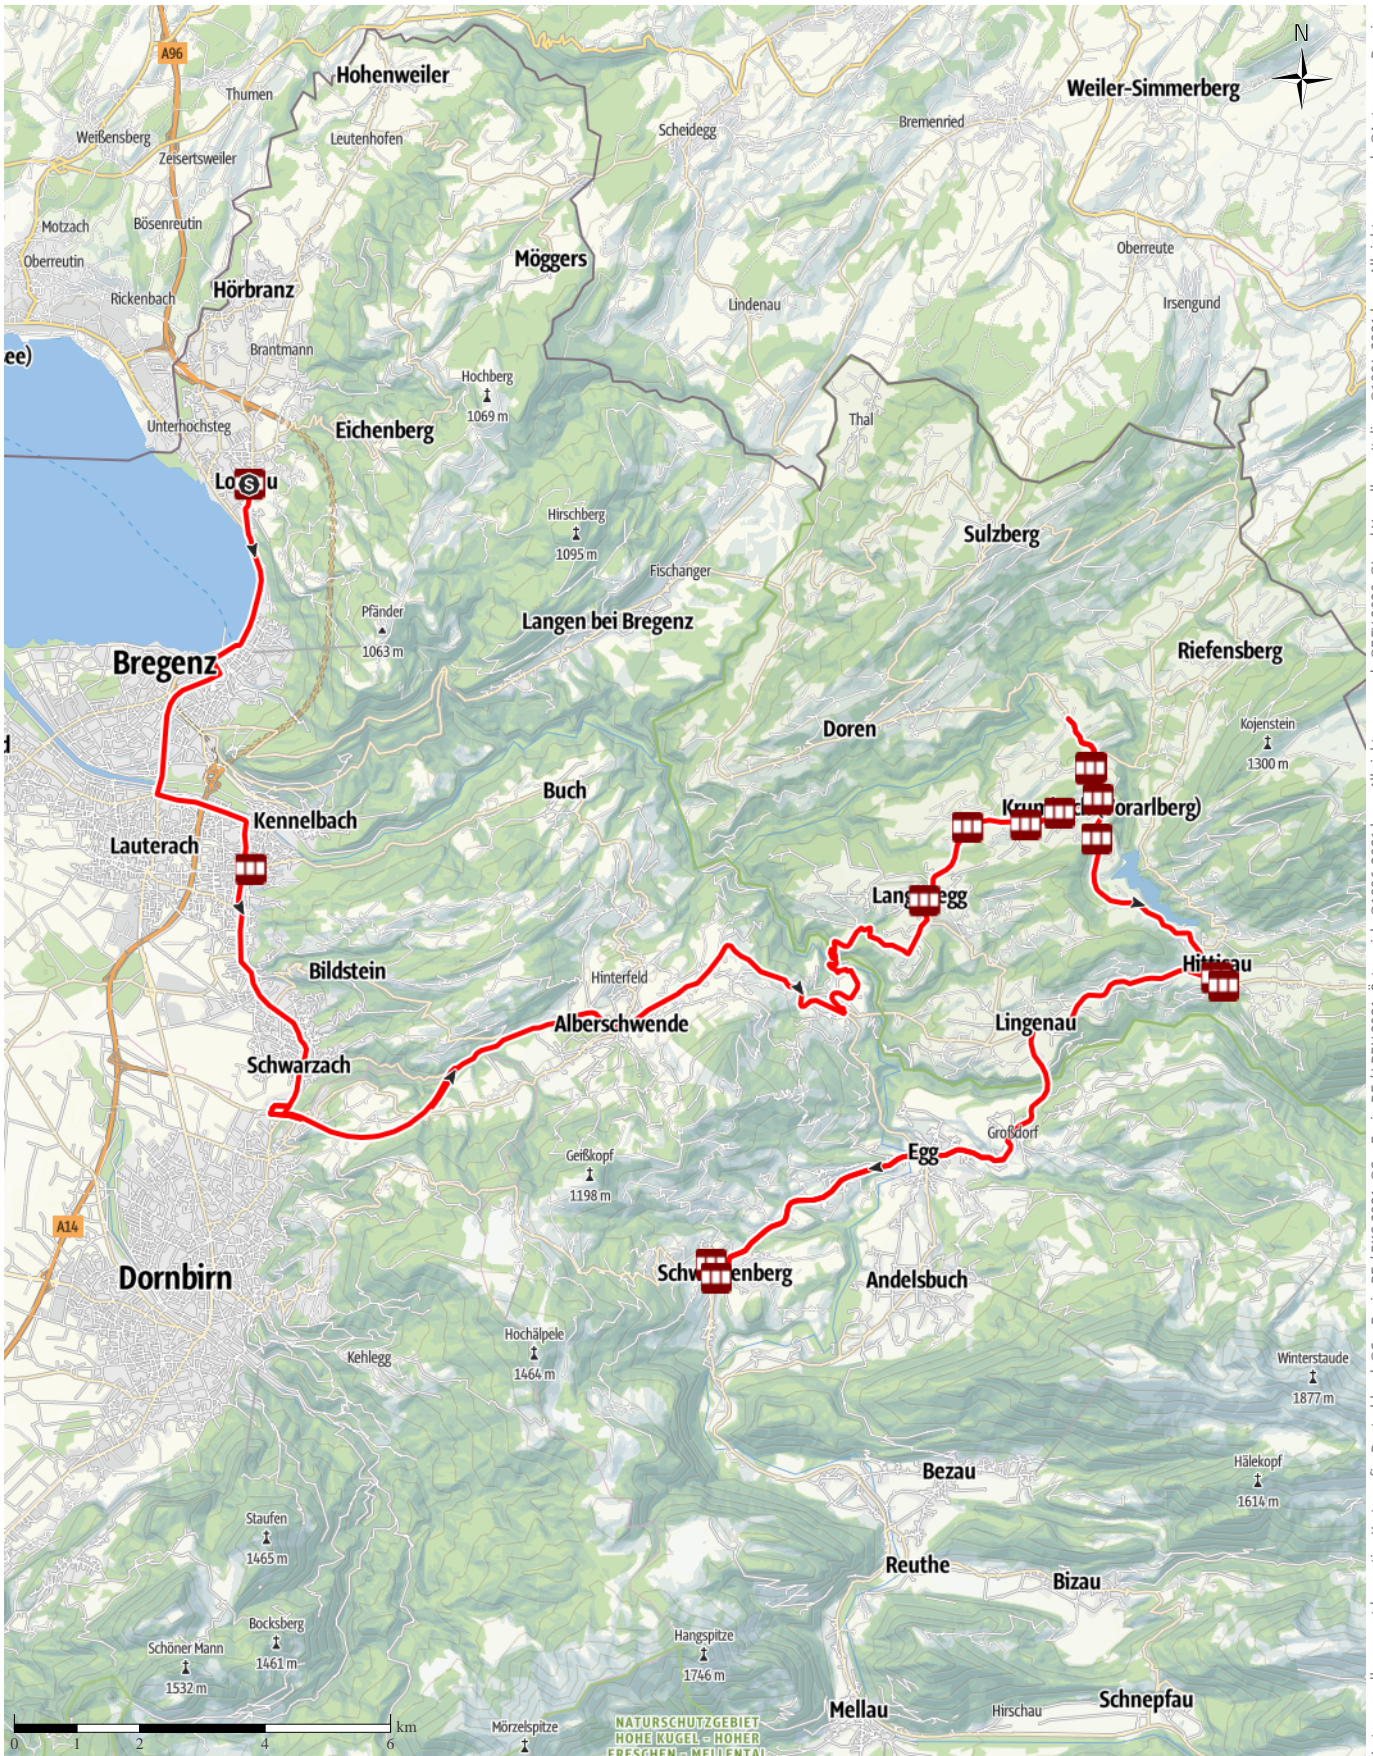 N
A96
Hohenweiler
Weiler-Simmerberg
Thumen
Weißensberg
Leutenhofen
Scheidegg
Bremenried
Zeisertsweiler
Motzach
Bösenreutin
Oberreutin
Möggers
Oberreute
Rickenbach
Hörbranz
Lindenau
Irsengund
see)
Brantmann
Hochberg
1069 m
Unterhochsteg
Eichenberg
Thal
S
Hirschberg
1095 m
Sulzberg
Fischanger
Pfänder
1063 m
Langen bei Bregenz
Bregenz
Riefensberg
Doren
Kojenstein
1300 m
Buch
Kennelbach
Lauterach
Bildstein
Hinterfeld
Alberschwende
Lingenau
Schwarzach
Großdorf
Egg
Geißkopf
1198 m
A14
Dornbirn
Andelsbuch
Hochälpele
1464 m
Kehlegg
Winterstaude
1877 m
Bezau
Hälekopf
1614 m
Staufen
1465 m
Reuthe
Bizau
Bocksberg
1461 m
Schöner Mann
1532 m
Hangspitze
1746 m
Mellau
Hirschau
Schnepfau
Mörzelspitze
NATURSCHUTZGEBIET
HOHE KUGEL - HOHER
FRESCHEN - MELLENTAL
0 1 2 4 6 km